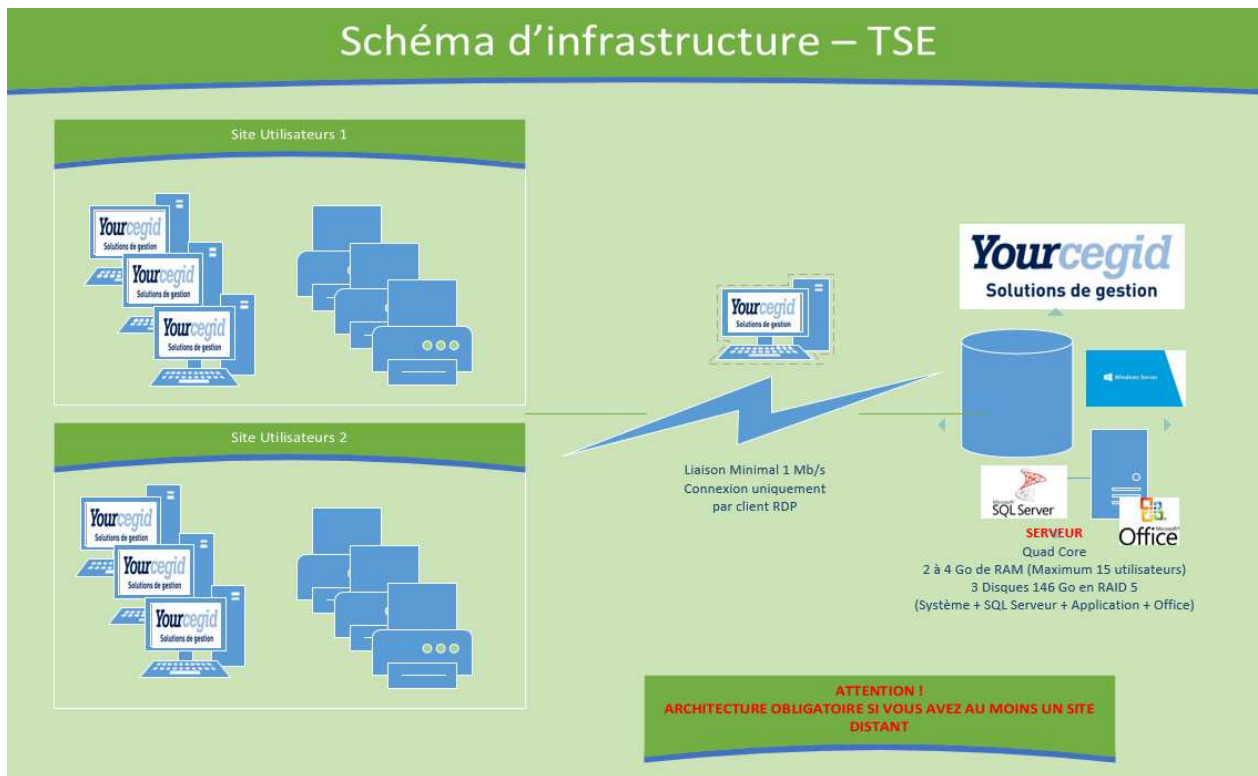 Schéma d’infrastructure – TSE
Site Utilisateurs 1
Yourcegid
Solutions de gestion
Yourcegid
Solutions de gestion
Yourcegid
Solutions de gestion
Site Utilisateurs 2
Yourcegid
Solutions de gestion
Yourcegid
Solutions de gestion
Yourcegid
Solutions de gestion
Yourcegid
Solutions de gestion
Liaison Minimal 1 Mb/s
Connexion uniquement
par client RDP
Yourcegid
Solutions de gestion
Windows Server
Microsoft
SQL Server
Microsoft
Office
SERVEUR
Quad Core
2 à 4 Go de RAM (Maximum 15 utilisateurs)
3 Disques 146 Go en RAID 5
(Système + SQL Serveur + Application + Office)
ATTENTION !
ARCHITECTURE OBLIGATOIRE SI VOUS AVEZ AU MOINS UN SITE
DISTANT